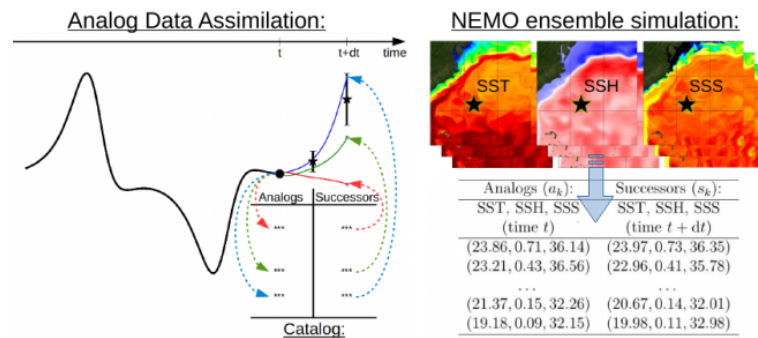 Analog Data Assimilation:
t t+dt time
Analogs Successors
*** ***
*** ***
*** ***
Catalog:
NEMO ensemble simulation:
SST SSH SSS
Analogs (aₖ): Successors (sₖ):
SST, SSH, SSS SST, SSH, SSS
(time t) (time t + dt)
(23.86, 0.71, 36.14) (23.97, 0.73, 36.35)
(23.21, 0.43, 36.56) (22.96, 0.41, 35.78)
... ...
(21.37, 0.15, 32.26) (20.67, 0.14, 32.01)
(19.18, 0.09, 32.15) (19.98, 0.11, 32.98)